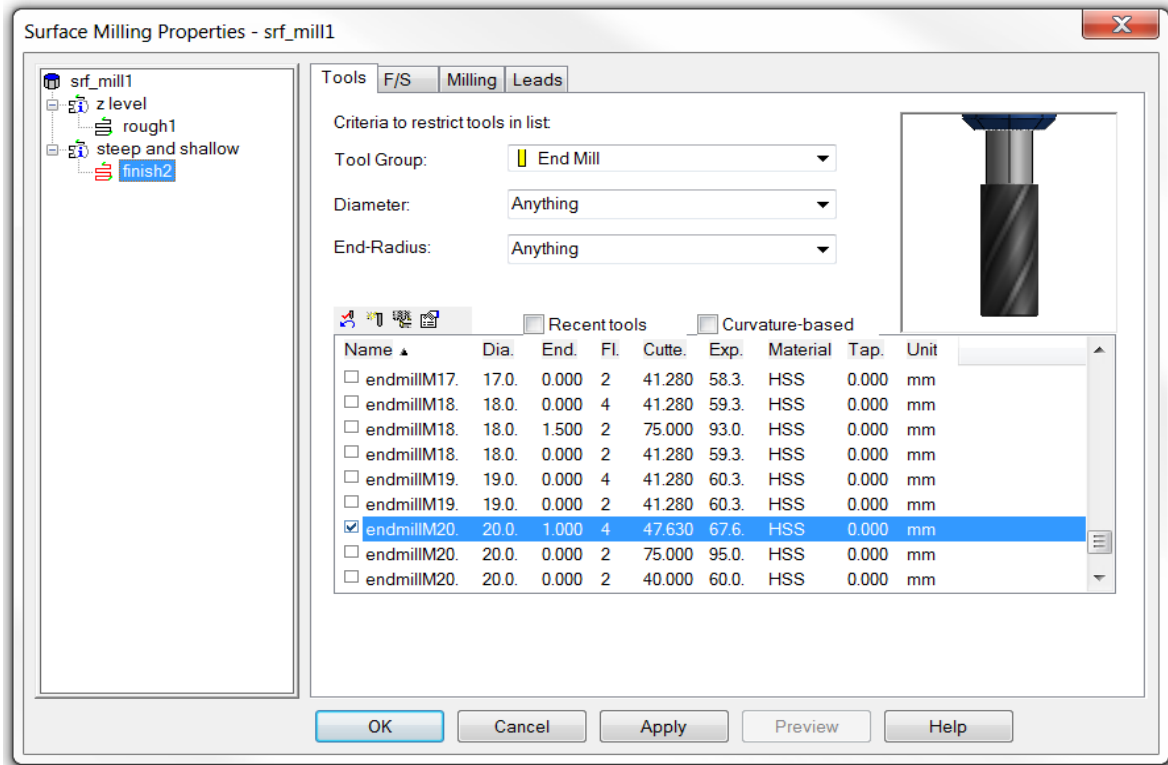 Surface Milling Properties - srf_mill1
srf_mill1
z level
rough1
steep and shallow
finish2
Tools F/S Milling Leads
Criteria to restrict tools in list:
Tool Group: End Mill
Diameter: Anything
End-Radius: Anything
Recent tools Curvature-based
Name Dia. End. Fl. Cutte. Exp. Material Tap. Unit
endmillM17. 17.0. 0.000 2 41.280 58.3. HSS 0.000 mm
endmillM18. 18.0. 0.000 4 41.280 59.3. HSS 0.000 mm
endmillM18. 18.0. 1.500 2 75.000 93.0. HSS 0.000 mm
endmillM18. 18.0. 0.000 2 41.280 59.3. HSS 0.000 mm
endmillM19. 19.0. 0.000 4 41.280 60.3. HSS 0.000 mm
endmillM19. 19.0. 0.000 2 41.280 60.3. HSS 0.000 mm
endmillM20. 20.0. 1.000 4 47.630 67.6. HSS 0.000 mm
endmillM20. 20.0. 0.000 2 75.000 95.0. HSS 0.000 mm
endmillM20. 20.0. 0.000 2 40.000 60.0. HSS 0.000 mm
OK Cancel Apply Preview Help